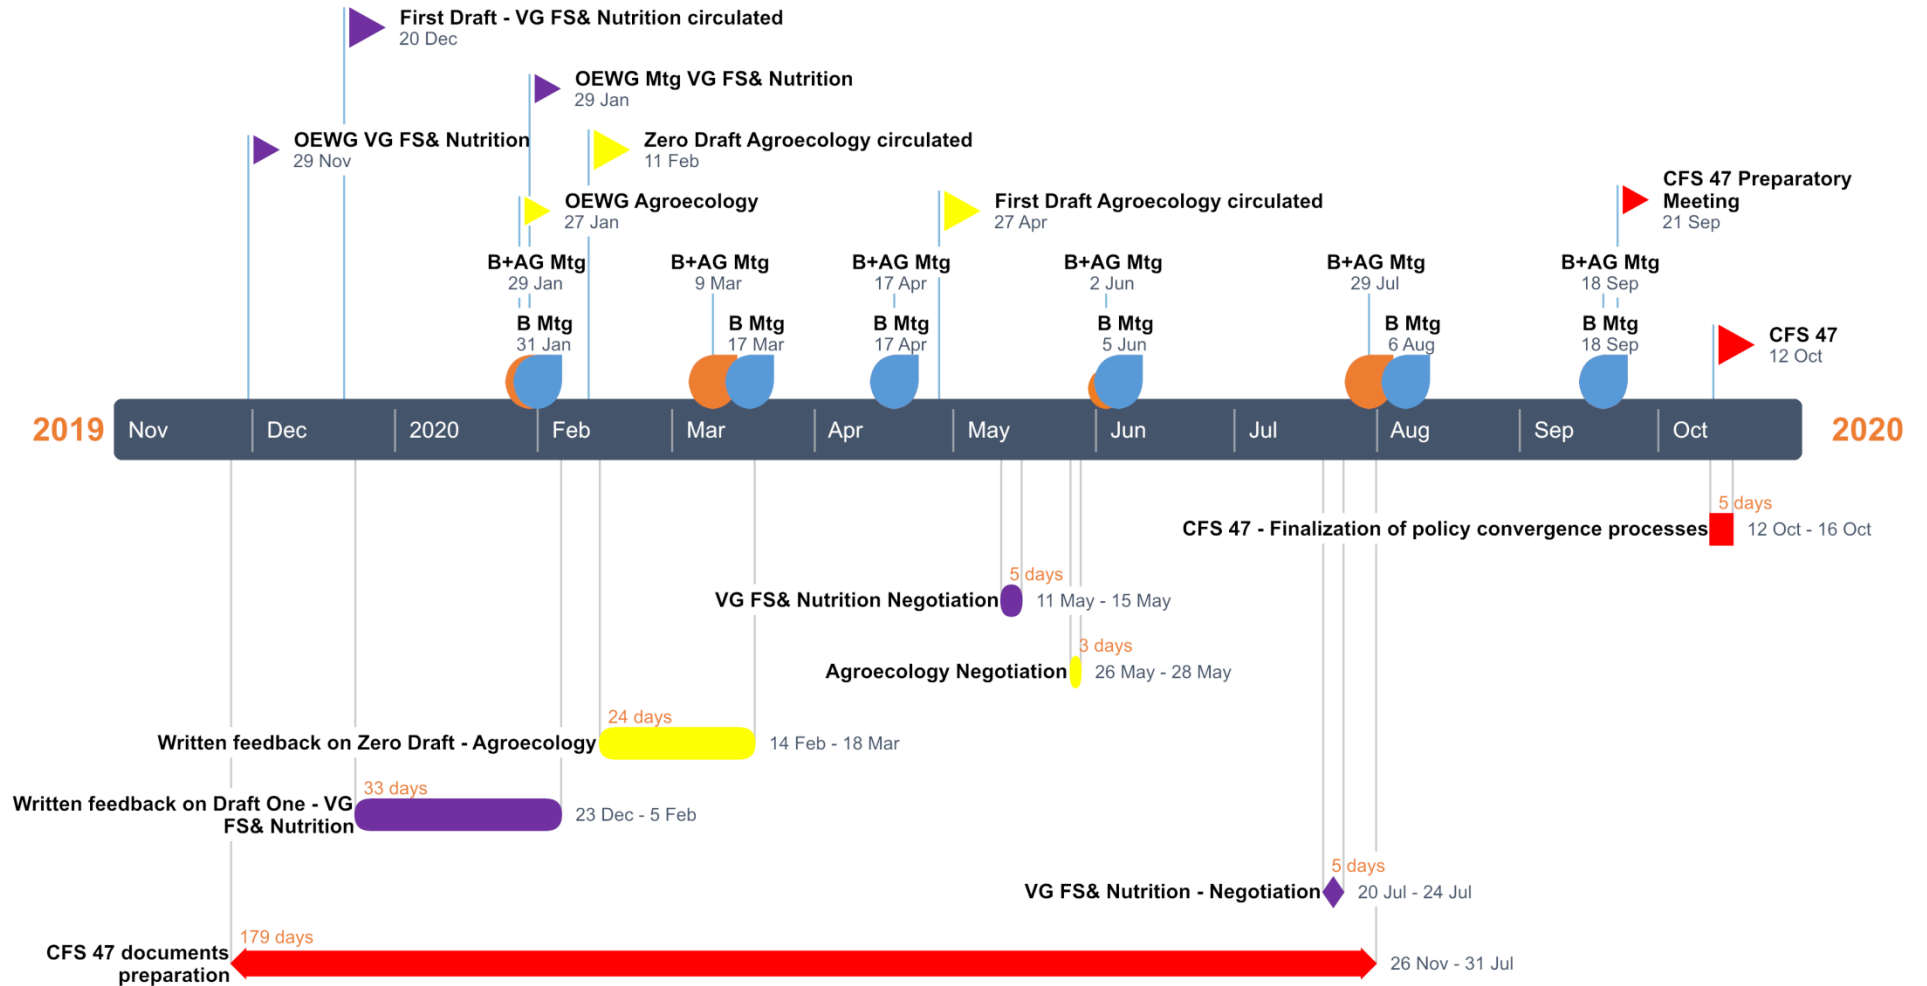 First Draft - VG FS& Nutrition circulated
20 Dec
OEWG Mtg VG FS& Nutrition
29 Jan
OEWG VG FS& Nutrition
29 Nov
Zero Draft Agroecology circulated
11 Feb
CFS 47 Preparatory
Meeting
21 Sep
OEWG Agroecology
27 Jan
First Draft Agroecology circulated
27 Apr
B+AG Mtg
29 Jan
B+AG Mtg
9 Mar
B+AG Mtg
17 Apr
B+AG Mtg
2 Jun
B+AG Mtg
29 Jul
B+AG Mtg
18 Sep
B Mtg
31 Jan
B Mtg
17 Mar
B Mtg
17 Apr
B Mtg
5 Jun
B Mtg
6 Aug
B Mtg
18 Sep
CFS 47
12 Oct
2019 Nov Dec 2020 Feb Mar Apr May Jun Jul Aug Sep Oct 2020
5 days
CFS 47 - Finalization of policy convergence processes 12 Oct - 16 Oct
5 days
VG FS& Nutrition Negotiation 11 May - 15 May
3 days
Agroecology Negotiation 26 May - 28 May
24 days
Written feedback on Zero Draft - Agroecology 14 Feb - 18 Mar
33 days
Written feedback on Draft One - VG
FS& Nutrition
23 Dec - 5 Feb
5 days
VG FS& Nutrition - Negotiation 20 Jul - 24 Jul
179 days
CFS 47 documents
preparation
26 Nov - 31 Jul